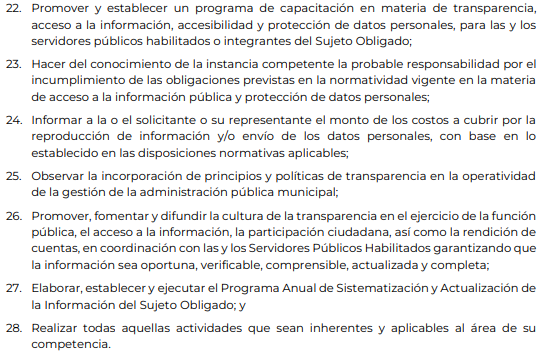 22. Promover y establecer un programa de capacitación en materia de transparencia,
acceso a la información, accesibilidad y protección de datos personales, para las y los
servidores públicos habilitados o integrantes del Sujeto Obligado;
23. Hacer del conocimiento de la instancia competente la probable responsabilidad por el
incumplimiento de las obligaciones previstas en la normatividad vigente en la materia
de acceso a la información pública y protección de datos personales;
24. Informar a la o el solicitante o su representante el monto de los costos a cubrir por la
reproducción de información y/o envío de los datos personales, con base en lo
establecido en las disposiciones normativas aplicables;
25. Observar la incorporación de principios y políticas de transparencia en la operatividad
de la gestión de la administración pública municipal;
26. Promover, fomentar y difundir la cultura de la transparencia en el ejercicio de la función
pública, el acceso a la información, la participación ciudadana, así como la rendición de
cuentas, en coordinación con las y los Servidores Públicos Habilitados garantizando que
la información sea oportuna, verificable, comprensible, actualizada y completa;
27. Elaborar, establecer y ejecutar el Programa Anual de Sistematización y Actualización de
la Información del Sujeto Obligado; y
28. Realizar todas aquellas actividades que sean inherentes y aplicables al área de su
competencia.